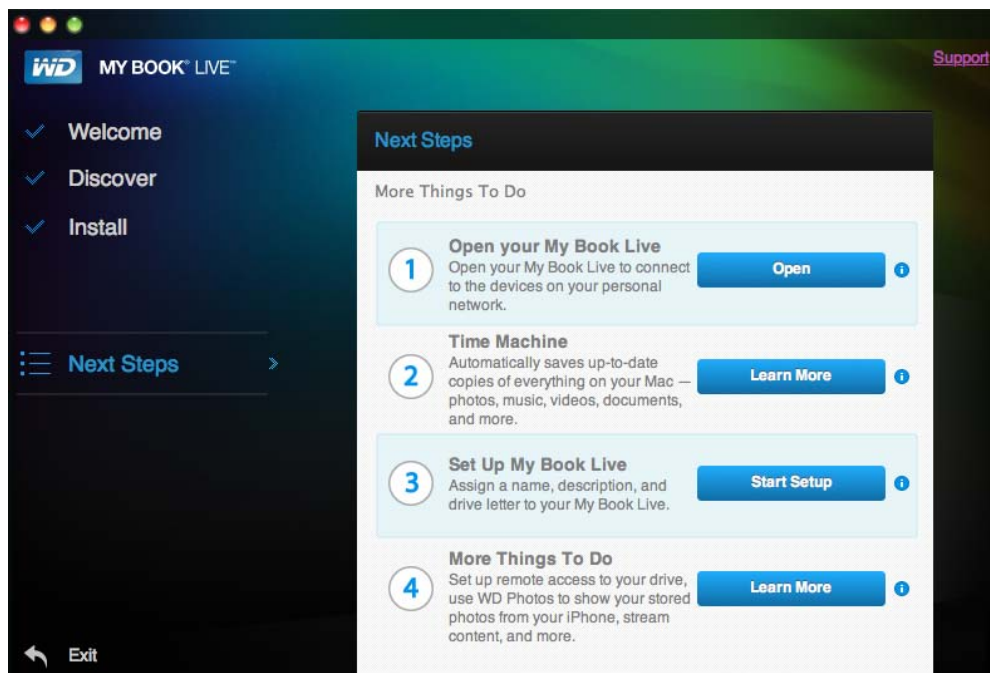 WD MY BOOK® LIVE™
Support
Welcome
Discover
Install
Next Steps
Exit
Next Steps
More Things To Do
1
Open your My Book Live
Open your My Book Live to connect
to the devices on your personal
network.
Open
2
Time Machine
Automatically saves up-to-date
copies of everything on your Mac —
photos, music, videos, documents,
and more.
Learn More
3
Set Up My Book Live
Assign a name, description, and
drive letter to your My Book Live.
Start Setup
4
More Things To Do
Set up remote access to your drive,
use WD Photos to show your stored
photos from your iPhone, stream
content, and more.
Learn More